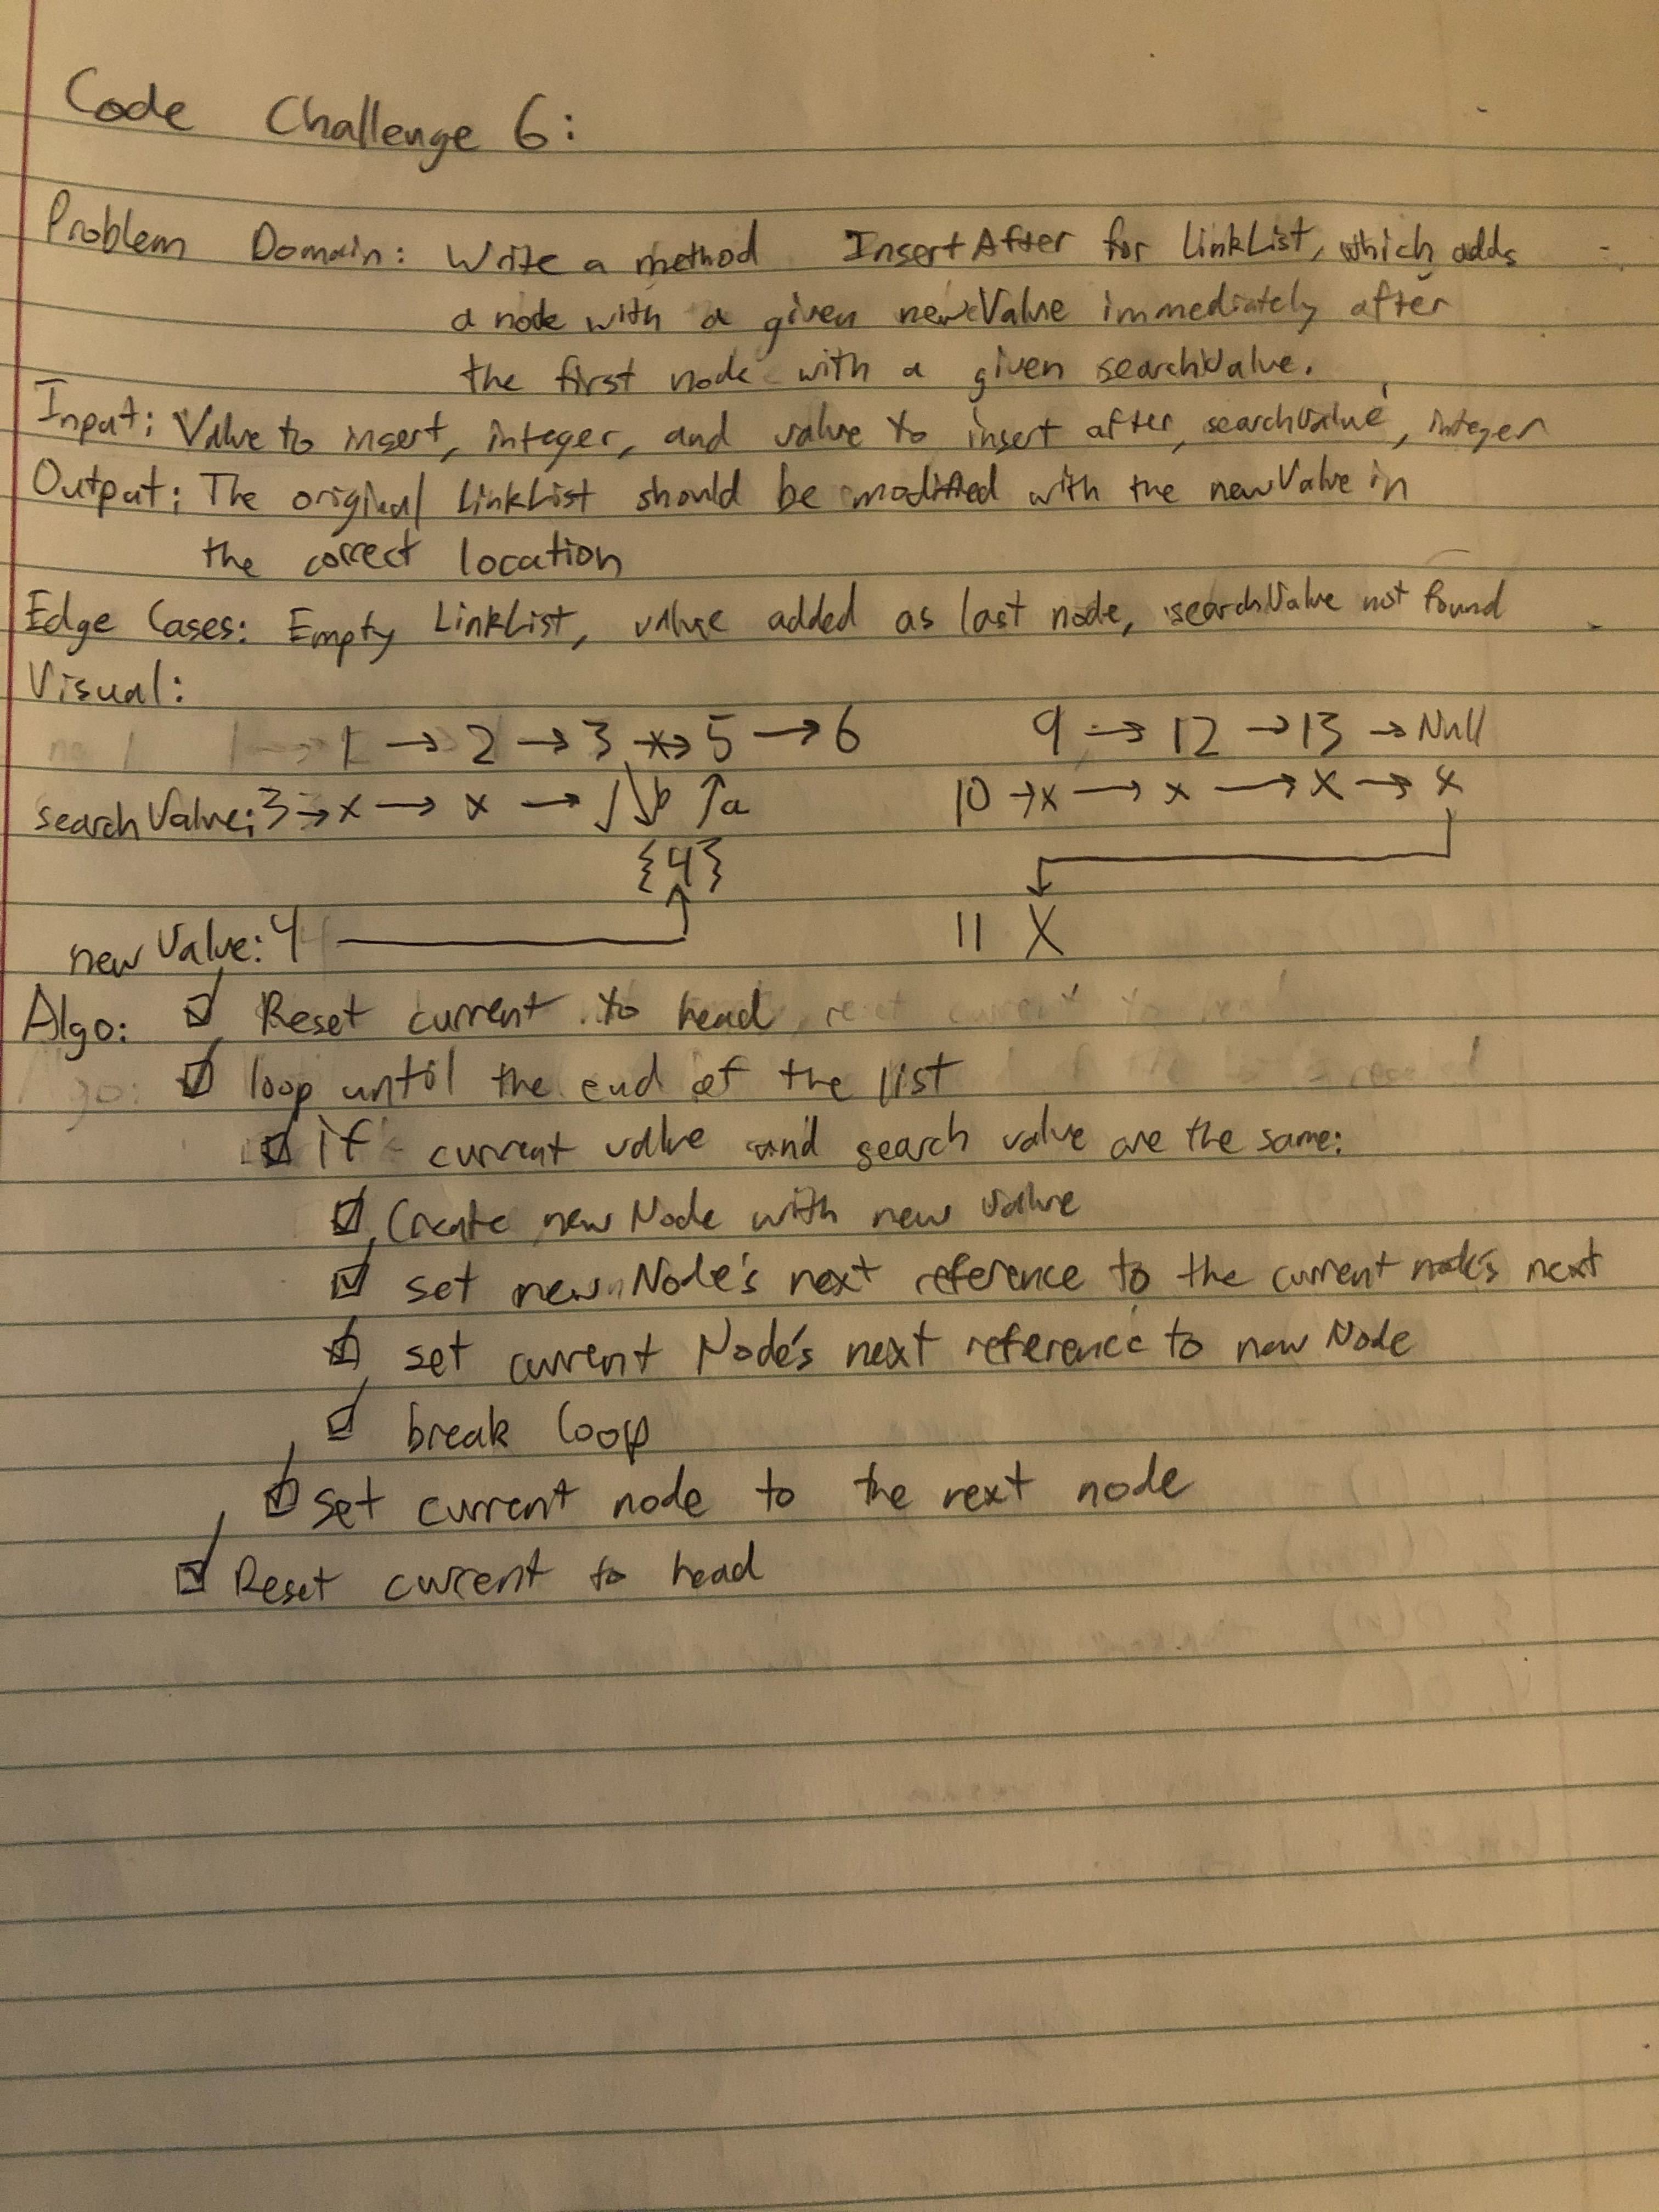 Code Challenge 6:
Problem Domain: Write a method InsertAfter for LinkList, which adds
a node with a given newValue immediately after
the first node with a given searchValue.
Input: Value to insert, integer, and value to insert after, searchValue, integer
Output: The original LinkList should be modified with the newValue in
the correct location
Edge Cases: Empty LinkList, value added as last node, searchValue not found
Visual:
1 → 2 → 3 → 5 → 6 9 → 12 → 13 → Null
searchValue: 3 → x → x → √ b ↑a 10 → x → x → x → x
{4}
newValue: 4 11 X
Algo: ☑ Reset current to head
☑ loop until the end of the list
☑ if current value and search value are the same:
☑ Create new Node with new value
☑ set new Node's next reference to the current node's next
☑ set current Node's next reference to new Node
☑ break loop
☑ set current node to the next node
☑ Reset current to head